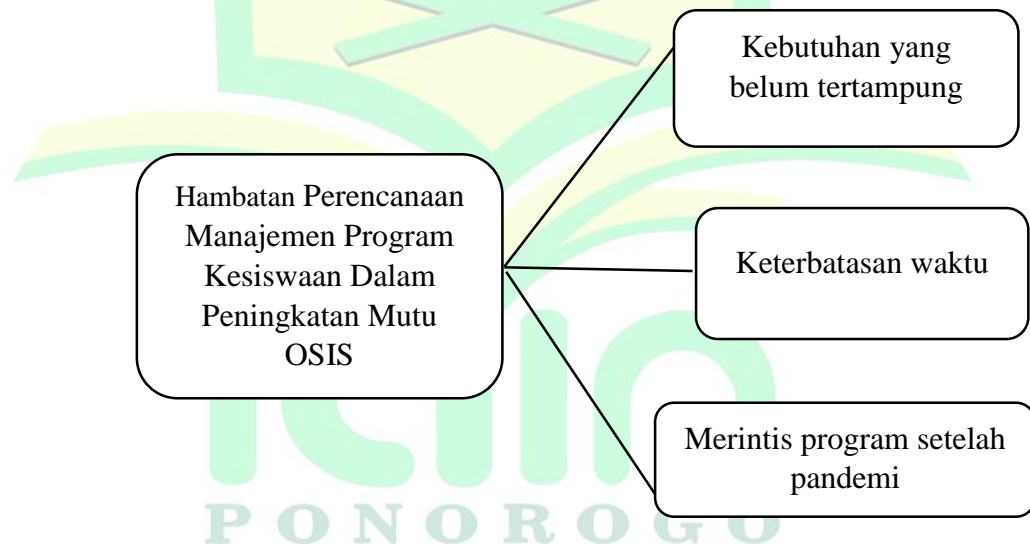 Kebutuhan yang
belum tertampung
Hambatan Perencanaan
Manajemen Program
Kesiswaan Dalam
Peningkatan Mutu
OSIS
Keterbatasan waktu
Merintis program setelah
pandemi
iain
PONOROGO